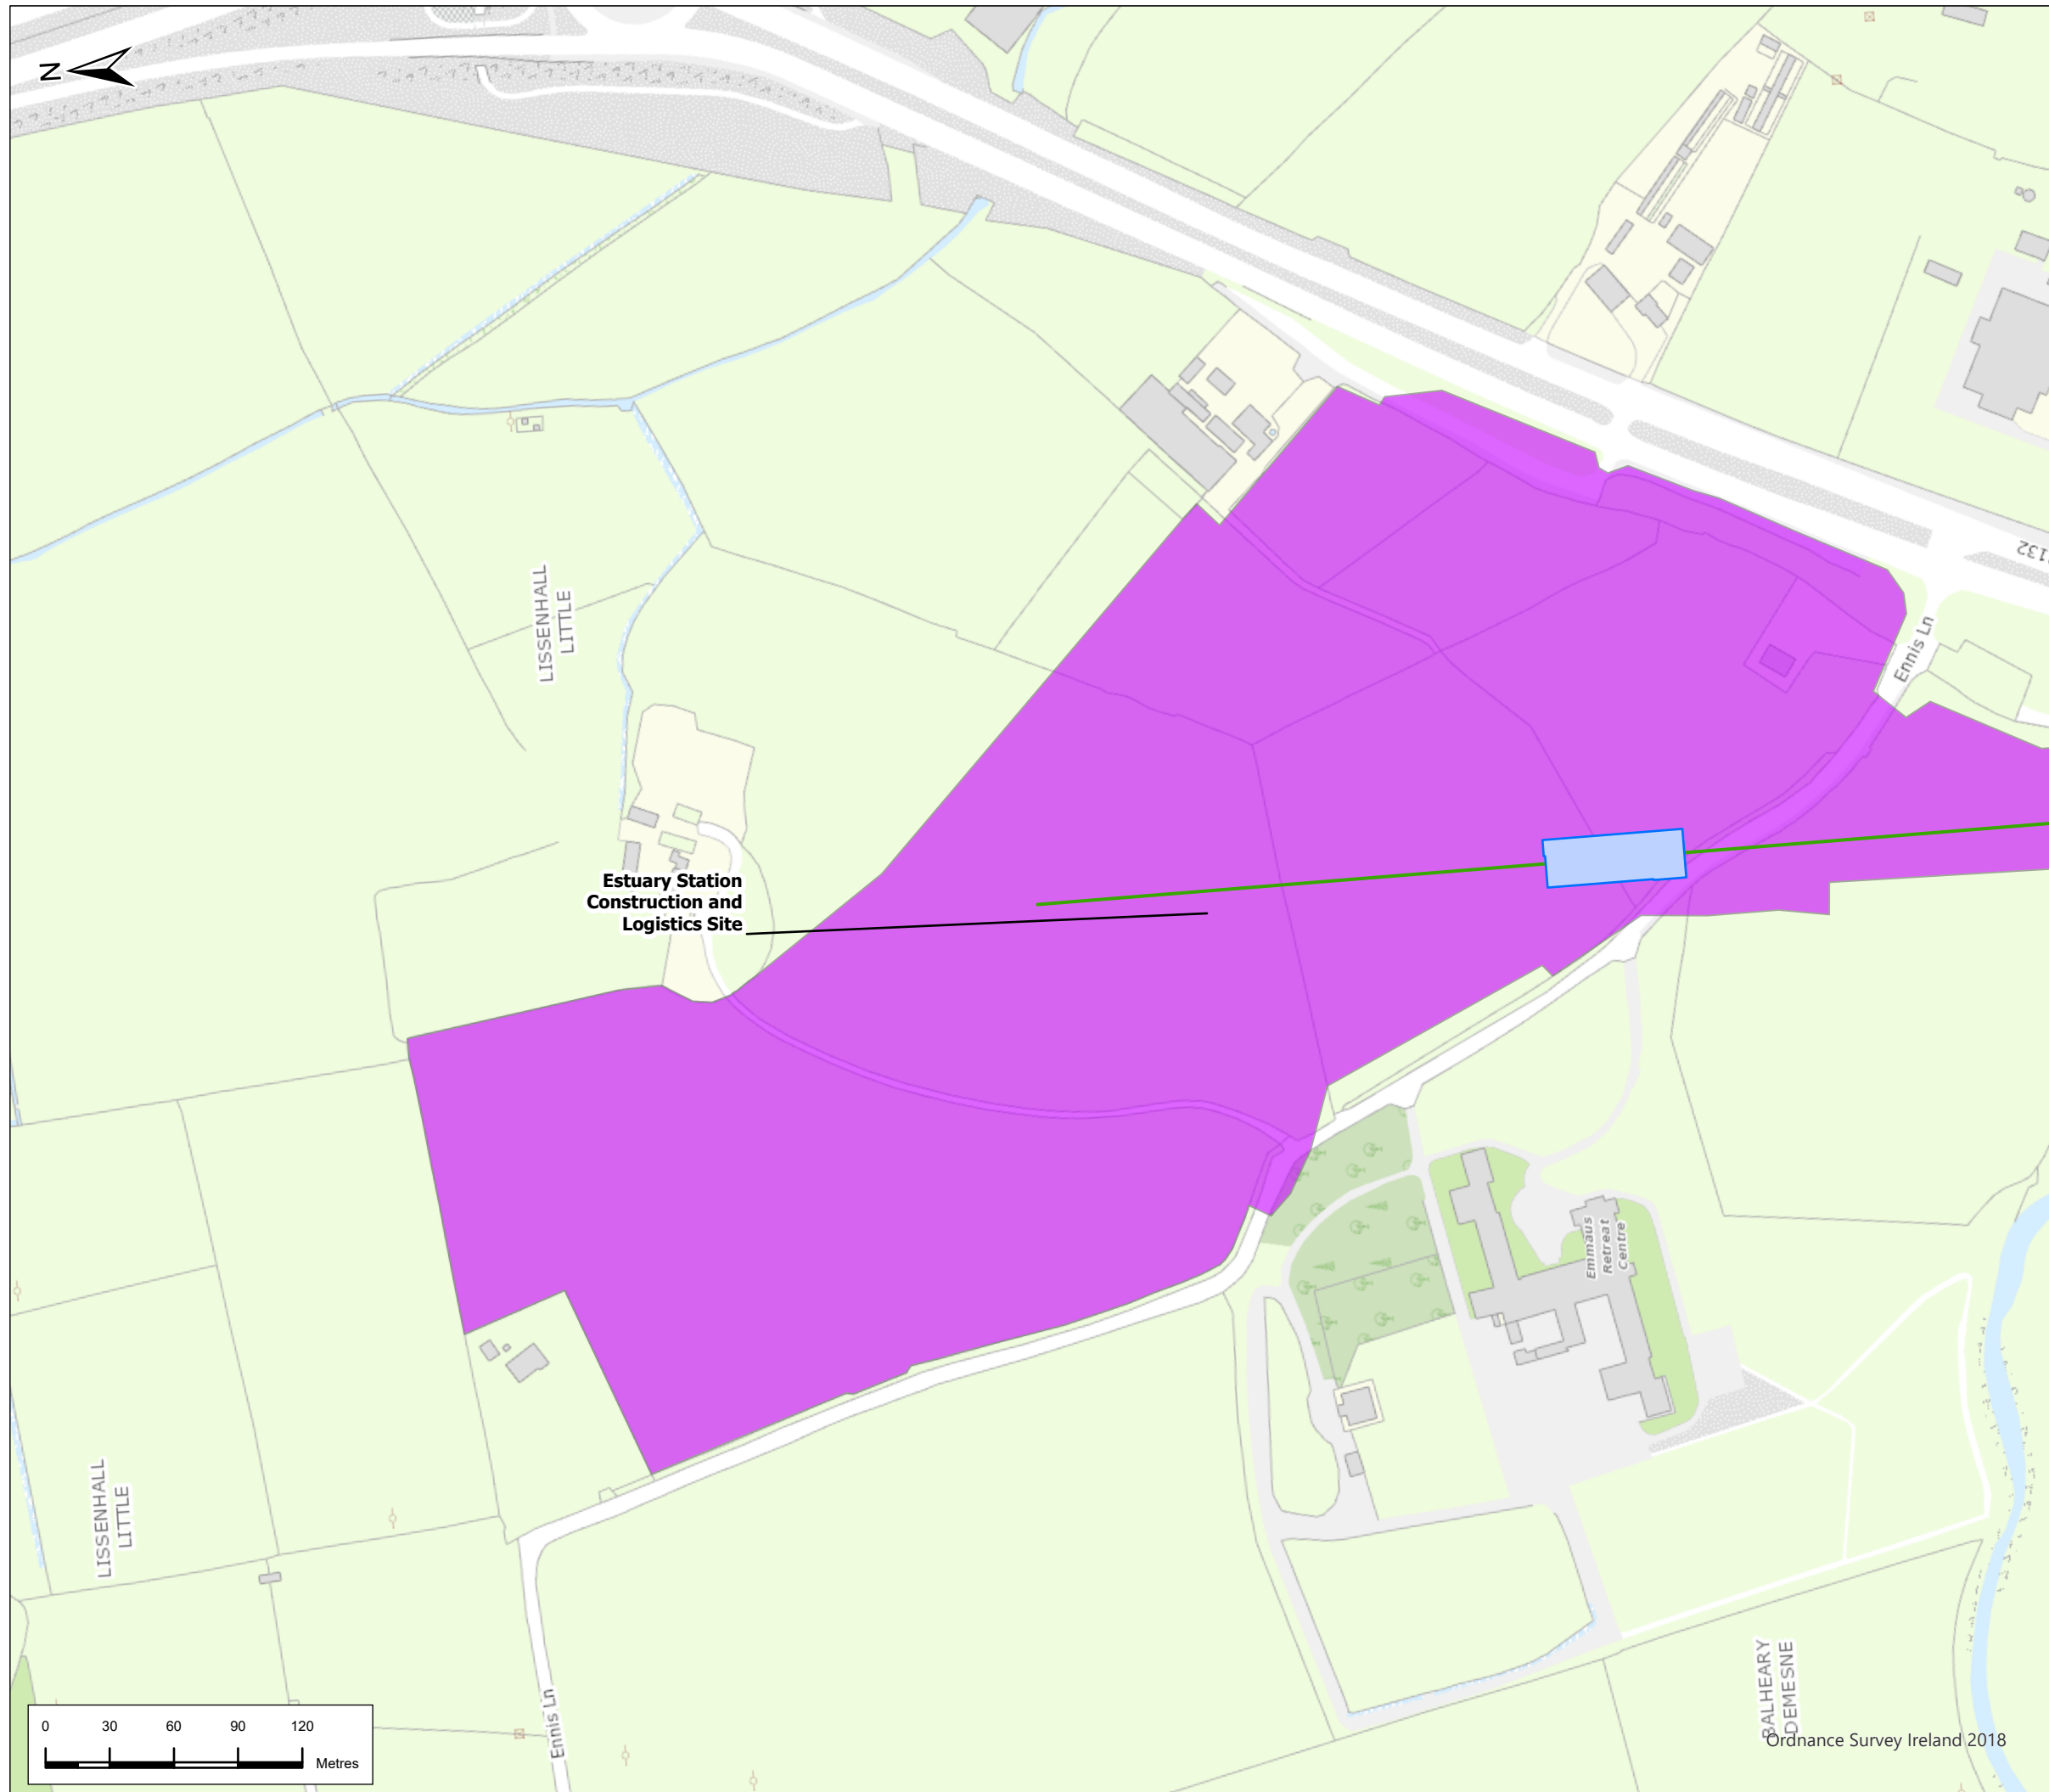 N
132
LISSENHALL
LITTLE
Ennis Ln
Estuary Station
Construction and
Logistics Site
Emmaus
Retreat
Centre
LISSENHALL
LITTLE
Ennis Ln
BALHEARY
DEMESNE
Ordnance Survey Ireland 2018
0 30 60 90 120
Metres